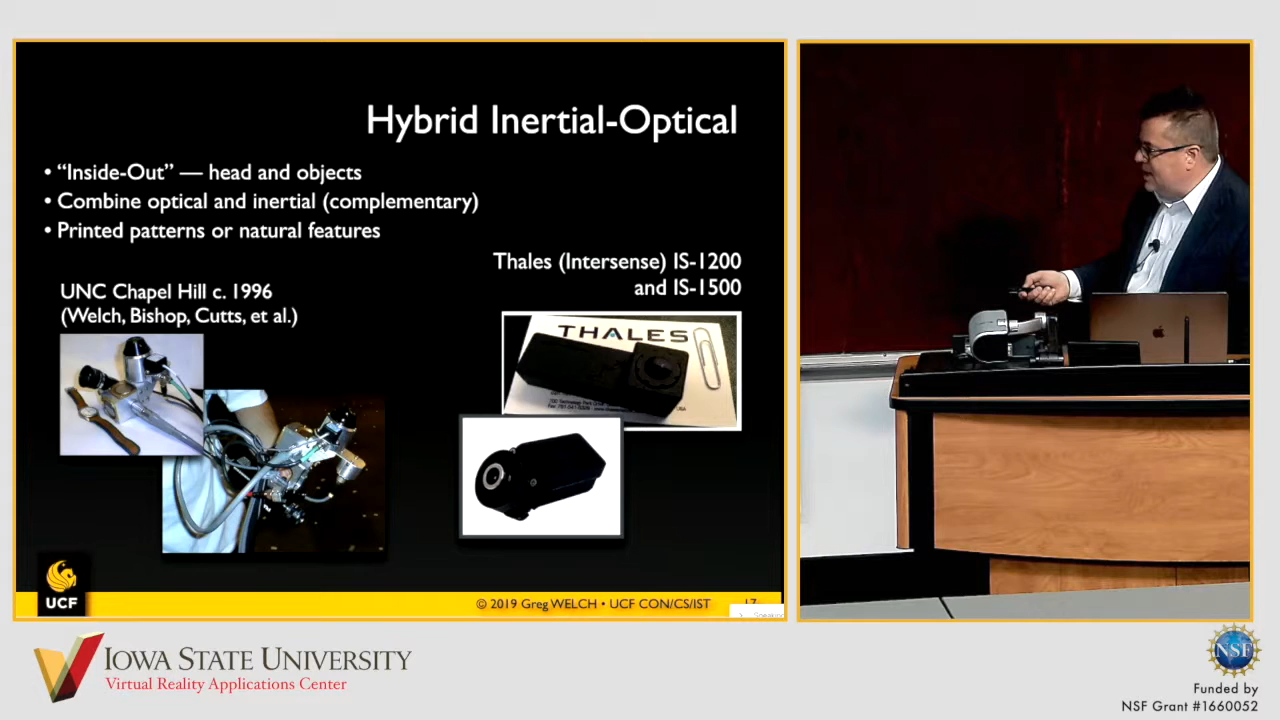 Hybrid Inertial-Optical
• “Inside-Out” — head and objects
• Combine optical and inertial (complementary)
• Printed patterns or natural features
Thales (Intersense) IS-1200
and IS-1500
UNC Chapel Hill c. 1996
(Welch, Bishop, Cutts, et al.)
THALES
UCF
© 2019 Greg WELCH • UCF CON/CS/IST
17
IOWA STATE UNIVERSITY
Virtual Reality Applications Center
NSF
Funded by
NSF Grant #1660052